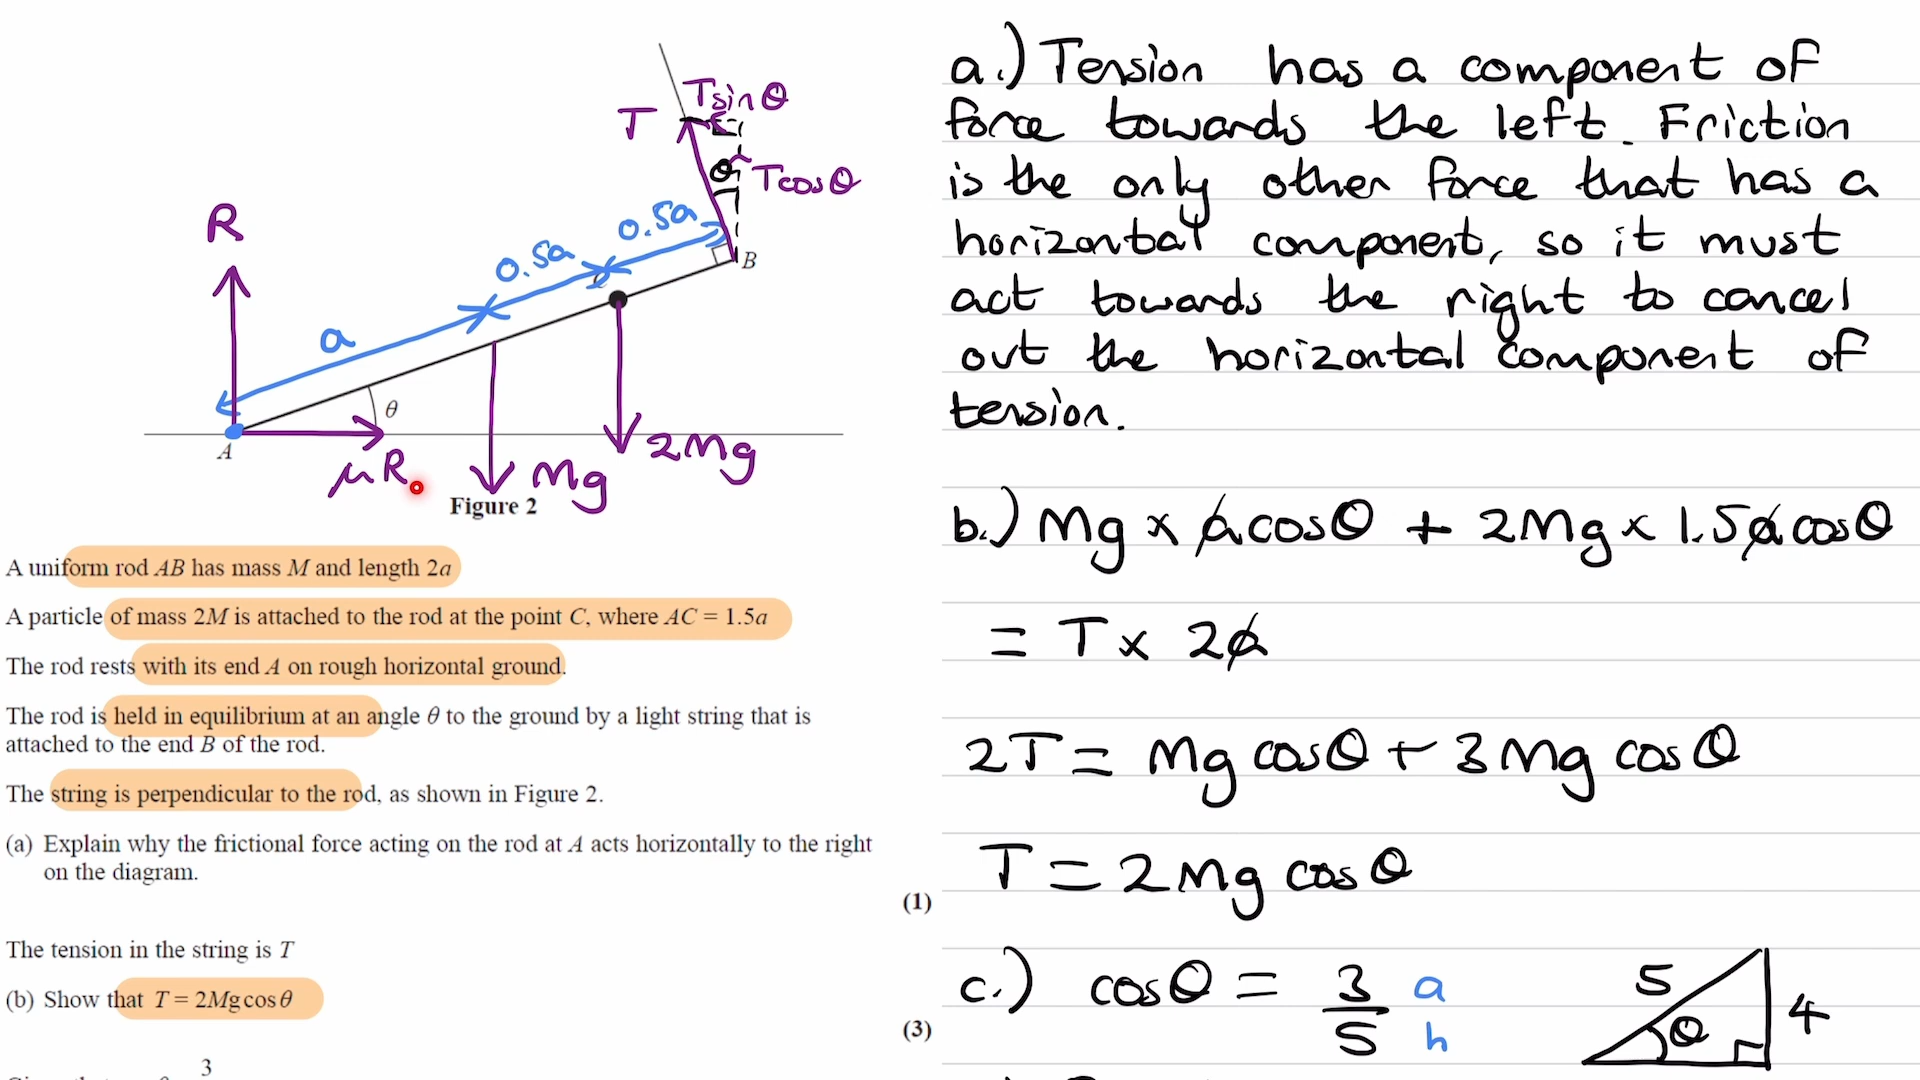 T
Tsinθ
θ
Tcosθ
R
0.5a
0.5a
B
a
θ
A
μR
Mg
2Mg
Figure 2
A uniform rod AB has mass M and length 2a
A particle of mass 2M is attached to the rod at the point C, where AC = 1.5a
The rod rests with its end A on rough horizontal ground.
The rod is held in equilibrium at an angle θ to the ground by a light string that is
attached to the end B of the rod.
The string is perpendicular to the rod, as shown in Figure 2.
(a) Explain why the frictional force acting on the rod at A acts horizontally to the right
on the diagram.
(1)
The tension in the string is T
(b) Show that T = 2Mg cos θ
(3)
3
a.) Tension has a component of
force towards the left. Friction
is the only other force that has a
horizontal component, so it must
act towards the right to cancel
out the horizontal component of
tension.
b.) Mg × a cosθ + 2Mg × 1.5a cosθ
= T × 2a
2T = Mg cosθ + 3Mg cosθ
T = 2Mg cosθ
c.) cosθ = 3/5 a/h
5
4
θ